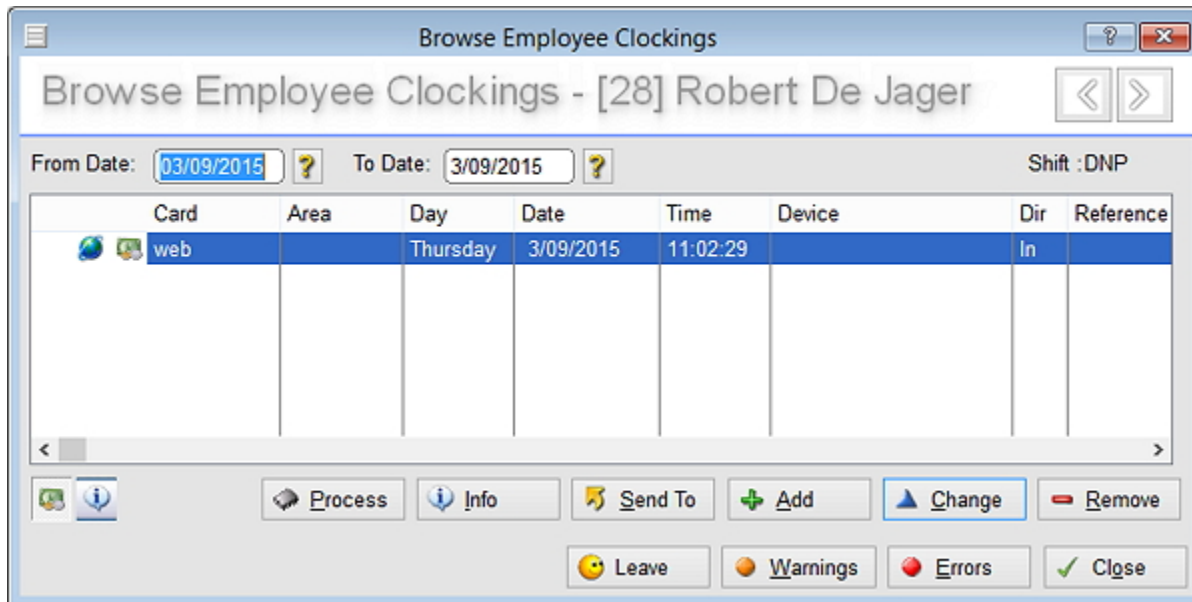 Browse Employee Clockings
Browse Employee Clockings - [28] Robert De Jager
From Date: 03/09/2015 ? To Date: 3/09/2015 ? Shift :DNP
Card Area Day Date Time Device Dir Reference
web Thursday 3/09/2015 11:02:29 In
Process Info Send To Add Change Remove
Leave Warnings Errors Close